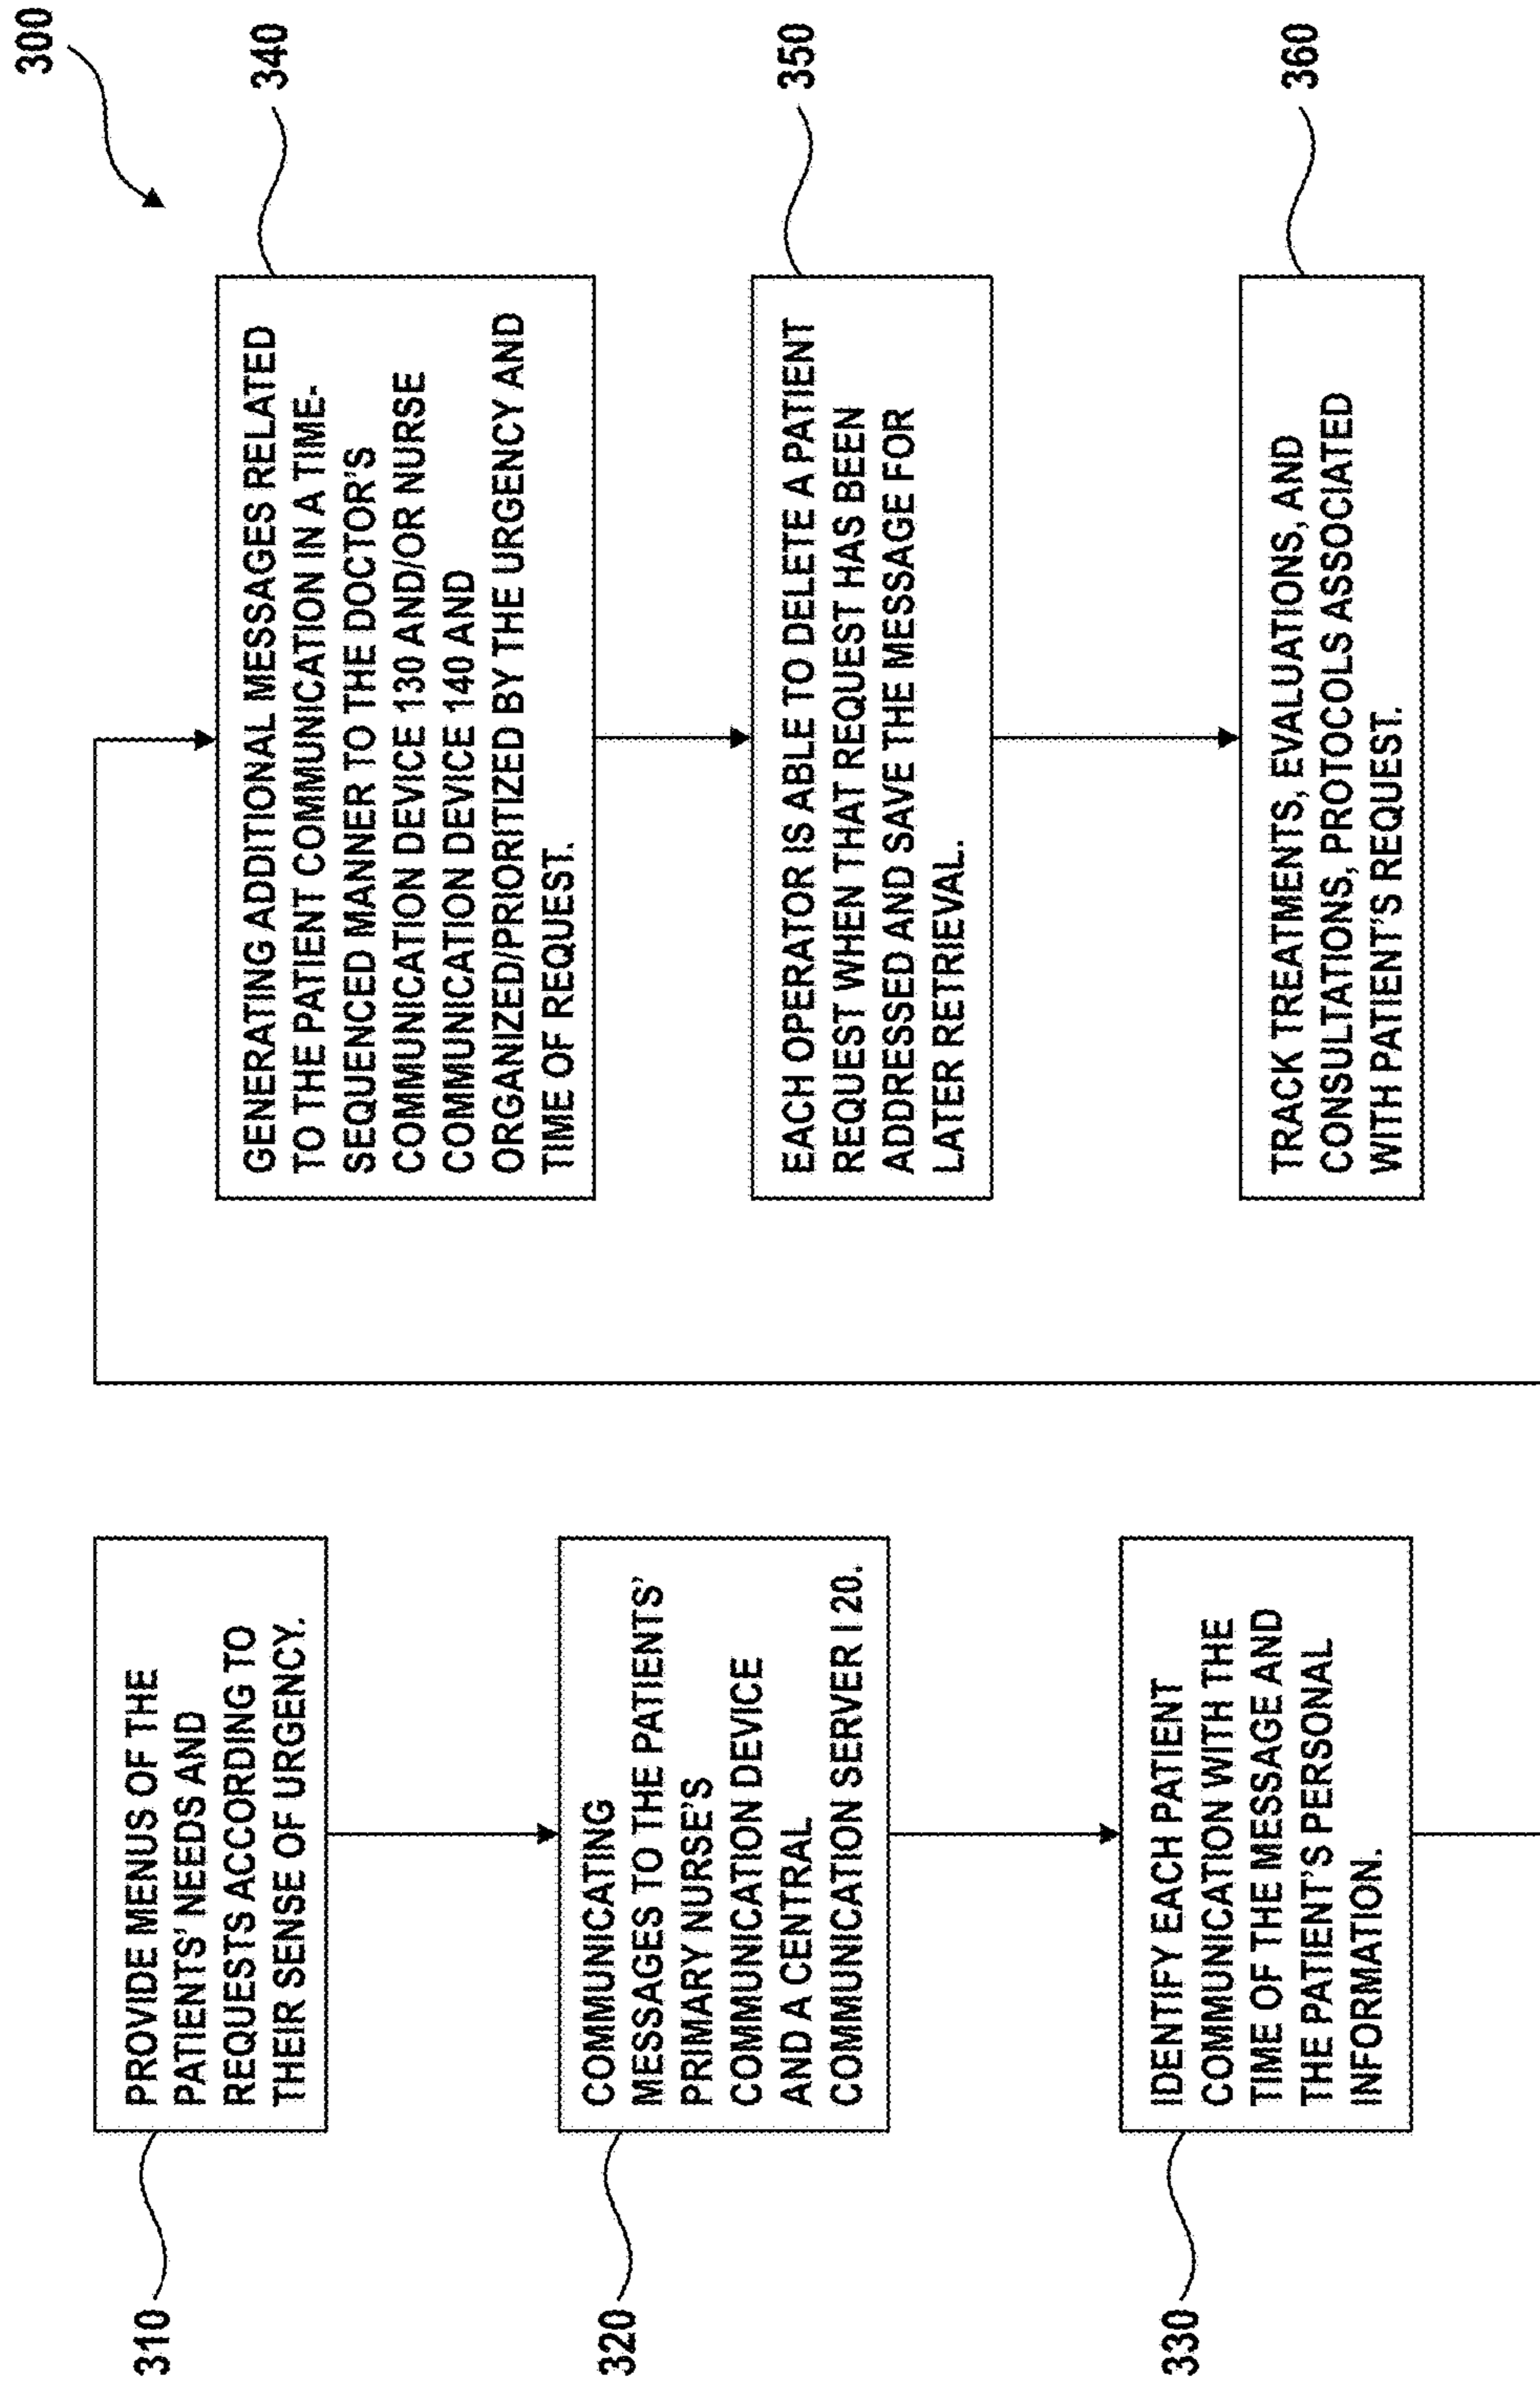 300
310
PROVIDE MENUS OF THE
PATIENTS' NEEDS AND
REQUESTS ACCORDING TO
THEIR SENSE OF URGENCY.
320
COMMUNICATING
MESSAGES TO THE PATIENTS'
PRIMARY NURSE'S
COMMUNICATION DEVICE
AND A CENTRAL
COMMUNICATION SERVER I 20.
330
IDENTIFY EACH PATIENT
COMMUNICATION WITH THE
TIME OF THE MESSAGE AND
THE PATIENT'S PERSONAL
INFORMATION.
340
GENERATING ADDITIONAL MESSAGES RELATED
TO THE PATIENT COMMUNICATION IN A TIME-
SEQUENCED MANNER TO THE DOCTOR'S
COMMUNICATION DEVICE 130 AND/OR NURSE
COMMUNICATION DEVICE 140 AND
ORGANIZED/PRIORITIZED BY THE URGENCY AND
TIME OF REQUEST.
350
EACH OPERATOR IS ABLE TO DELETE A PATIENT
REQUEST WHEN THAT REQUEST HAS BEEN
ADDRESSED AND SAVE THE MESSAGE FOR
LATER RETRIEVAL.
360
TRACK TREATMENTS, EVALUATIONS, AND
CONSULTATIONS, PROTOCOLS ASSOCIATED
WITH PATIENT'S REQUEST.